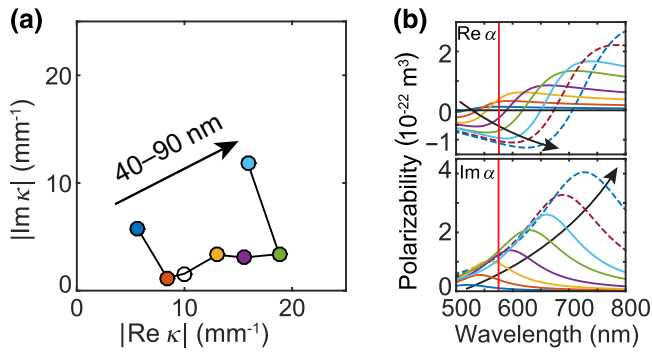 (a)
20
10
0
0
10
20
|Im κ| (mm⁻¹)
|Re κ| (mm⁻¹)
40–90 nm
(b)
Re α
2
1
0
−1
Im α
4
2
0
500
600
700
800
Polarizability (10⁻²² m³)
Wavelength (nm)